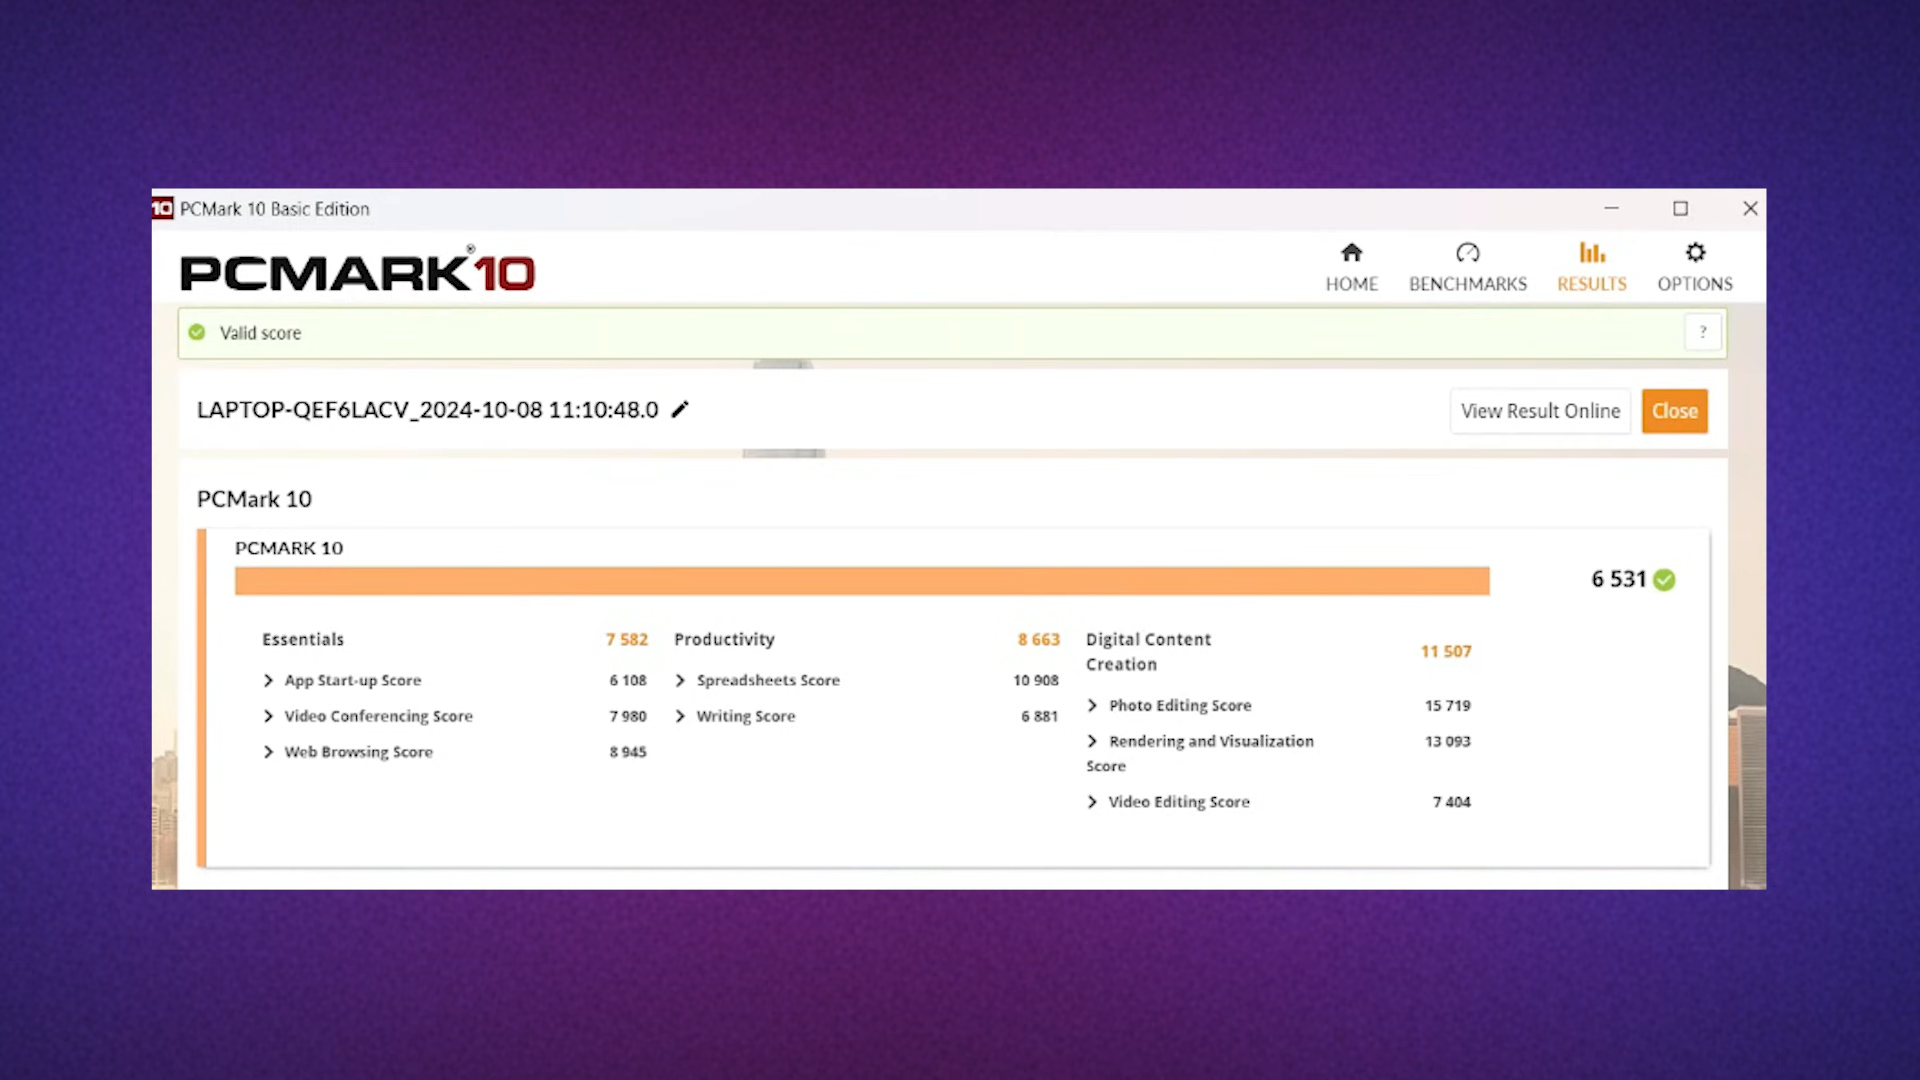 10 PCMark 10 Basic Edition
PCMARK®10
HOME
BENCHMARKS
RESULTS
OPTIONS
Valid score
?
LAPTOP-QEF6LACV_2024-10-08 11:10:48.0
View Result Online
Close
PCMark 10
PCMARK 10
6 531
Essentials 7 582
App Start-up Score 6 108
Video Conferencing Score 7 980
Web Browsing Score 8 945
Productivity 8 663
Spreadsheets Score 10 908
Writing Score 6 881
Digital Content
Creation
11 507
Photo Editing Score 15 719
Rendering and Visualization 13 093
Score
Video Editing Score 7 404